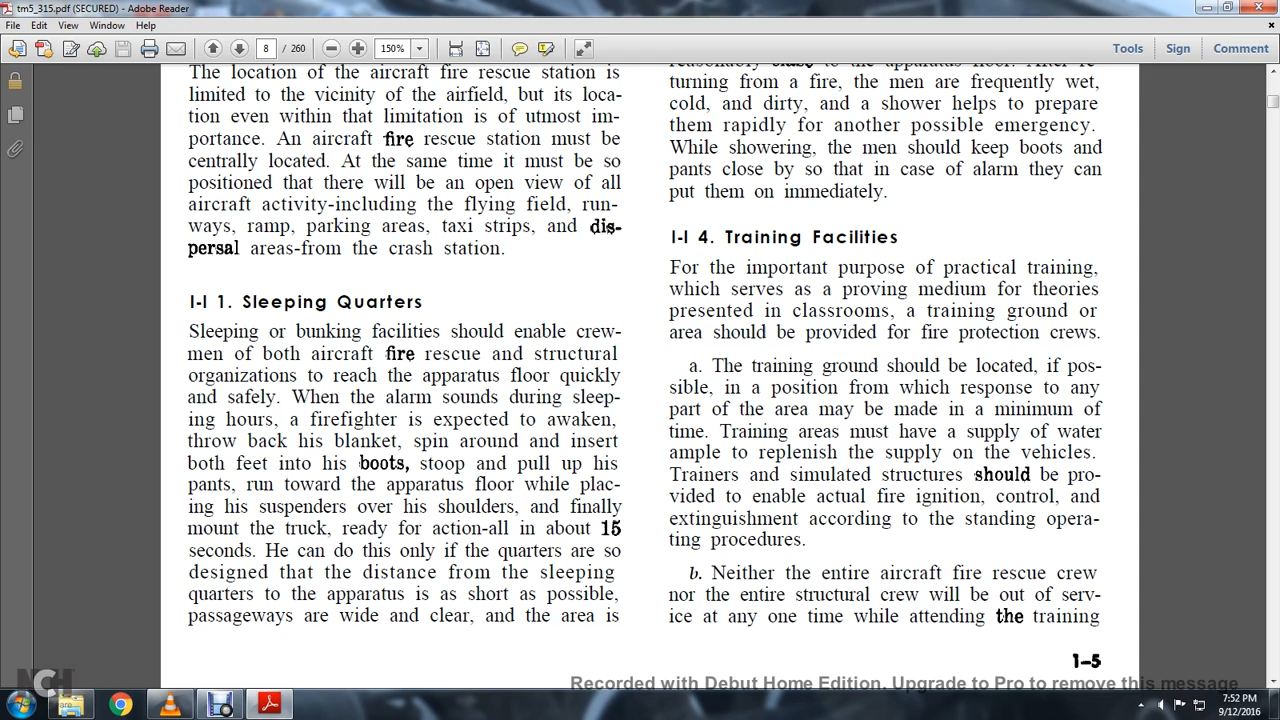 tm5_315.pdf (SECURED) - Adobe Reader
File Edit View Window Help
8 / 260
150%
Tools Sign Comment
The location of the aircraft fire rescue station is
limited to the vicinity of the airfield, but its loca-
tion even within that limitation is of utmost im-
portance. An aircraft fire rescue station must be
centrally located. At the same time it must be so
positioned that there will be an open view of all
aircraft activity-including the flying field, run-
ways, ramp, parking areas, taxi strips, and dis-
persal areas-from the crash station.
I-I 1. Sleeping Quarters
Sleeping or bunking facilities should enable crew-
men of both aircraft fire rescue and structural
organizations to reach the apparatus floor quickly
and safely. When the alarm sounds during sleep-
ing hours, a firefighter is expected to awaken,
throw back his blanket, spin around and insert
both feet into his boots, stoop and pull up his
pants, run toward the apparatus floor while plac-
ing his suspenders over his shoulders, and finally
mount the truck, ready for action-all in about 15
seconds. He can do this only if the quarters are so
designed that the distance from the sleeping
quarters to the apparatus is as short as possible,
passageways are wide and clear, and the area is
reasonably close to the apparatus floor. After re-
turning from a fire, the men are frequently wet,
cold, and dirty, and a shower helps to prepare
them rapidly for another possible emergency.
While showering, the men should keep boots and
pants close by so that in case of alarm they can
put them on immediately.
I-I 4. Training Facilities
For the important purpose of practical training,
which serves as a proving medium for theories
presented in classrooms, a training ground or
area should be provided for fire protection crews.
a. The training ground should be located, if pos-
sible, in a position from which response to any
part of the area may be made in a minimum of
time. Training areas must have a supply of water
ample to replenish the supply on the vehicles.
Trainers and simulated structures should be pro-
vided to enable actual fire ignition, control, and
extinguishment according to the standing opera-
ting procedures.
b. Neither the entire aircraft fire rescue crew
nor the entire structural crew will be out of serv-
ice at any one time while attending the training
1-5
NCH
Recorded with Debut Home Edition. Upgrade to Pro to remove this message
7:52 PM
9/12/2016